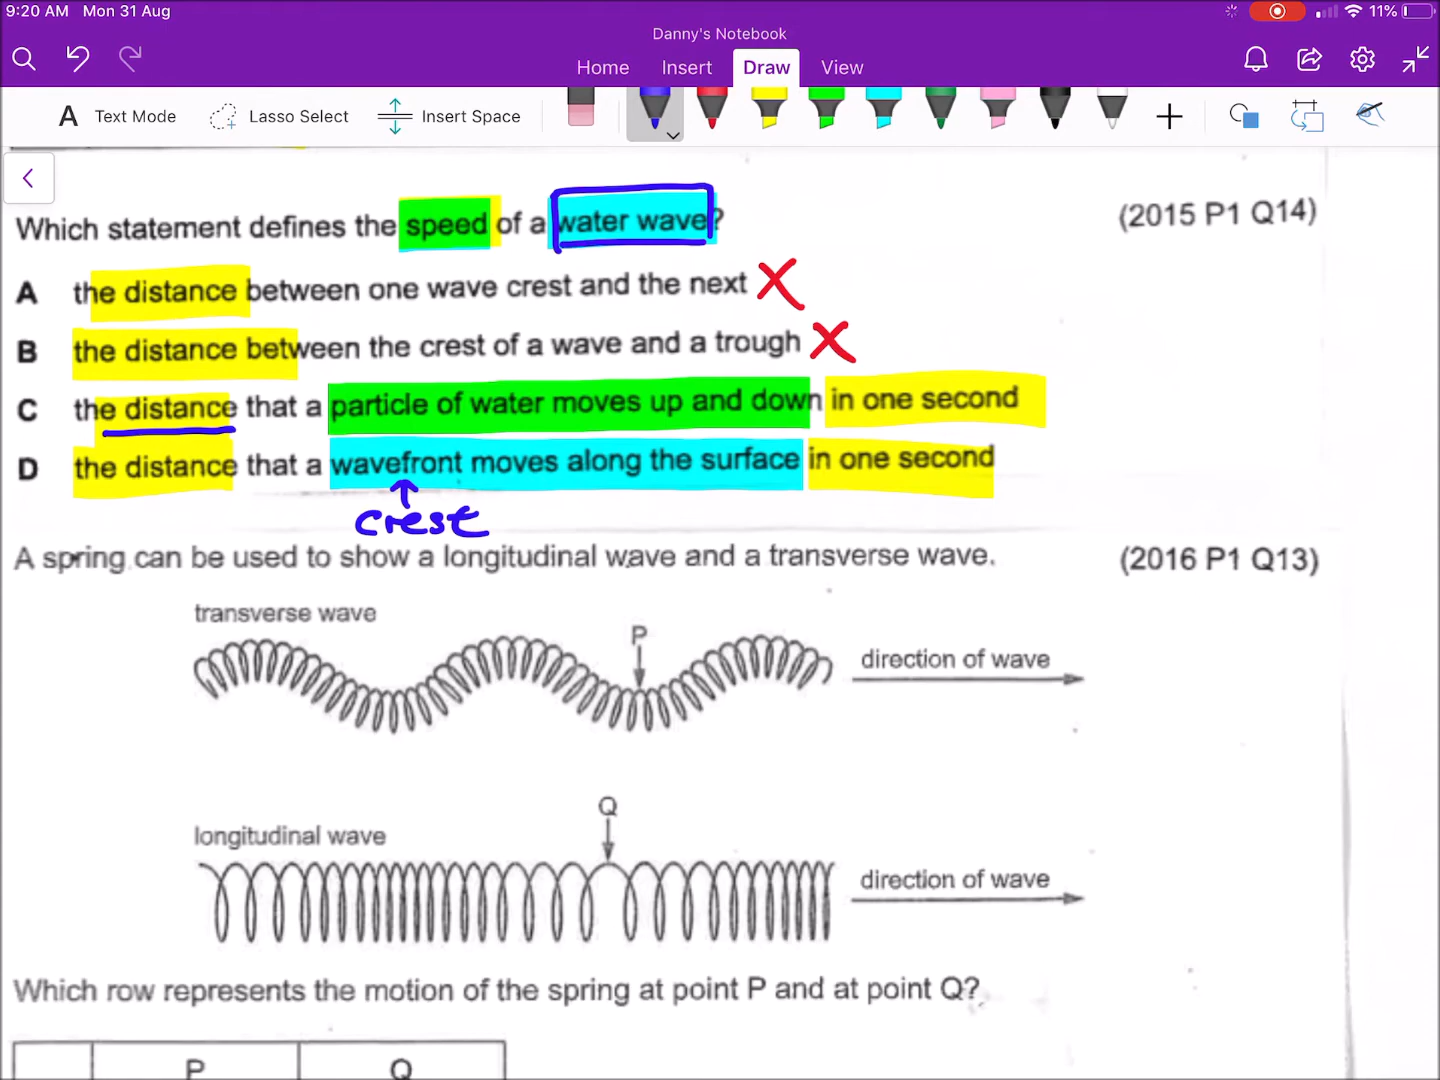 9:20 AM Mon 31 Aug
11%
Danny's Notebook
Home Insert Draw View
A Text Mode Lasso Select Insert Space
Which statement defines the speed of a water wave? (2015 P1 Q14)
A the distance between one wave crest and the next
B the distance between the crest of a wave and a trough
C the distance that a particle of water moves up and down in one second
D the distance that a wavefront moves along the surface in one second
crest
A spring can be used to show a longitudinal wave and a transverse wave. (2016 P1 Q13)
transverse wave
P
direction of wave
Q
longitudinal wave
direction of wave
Which row represents the motion of the spring at point P and at point Q?
P Q